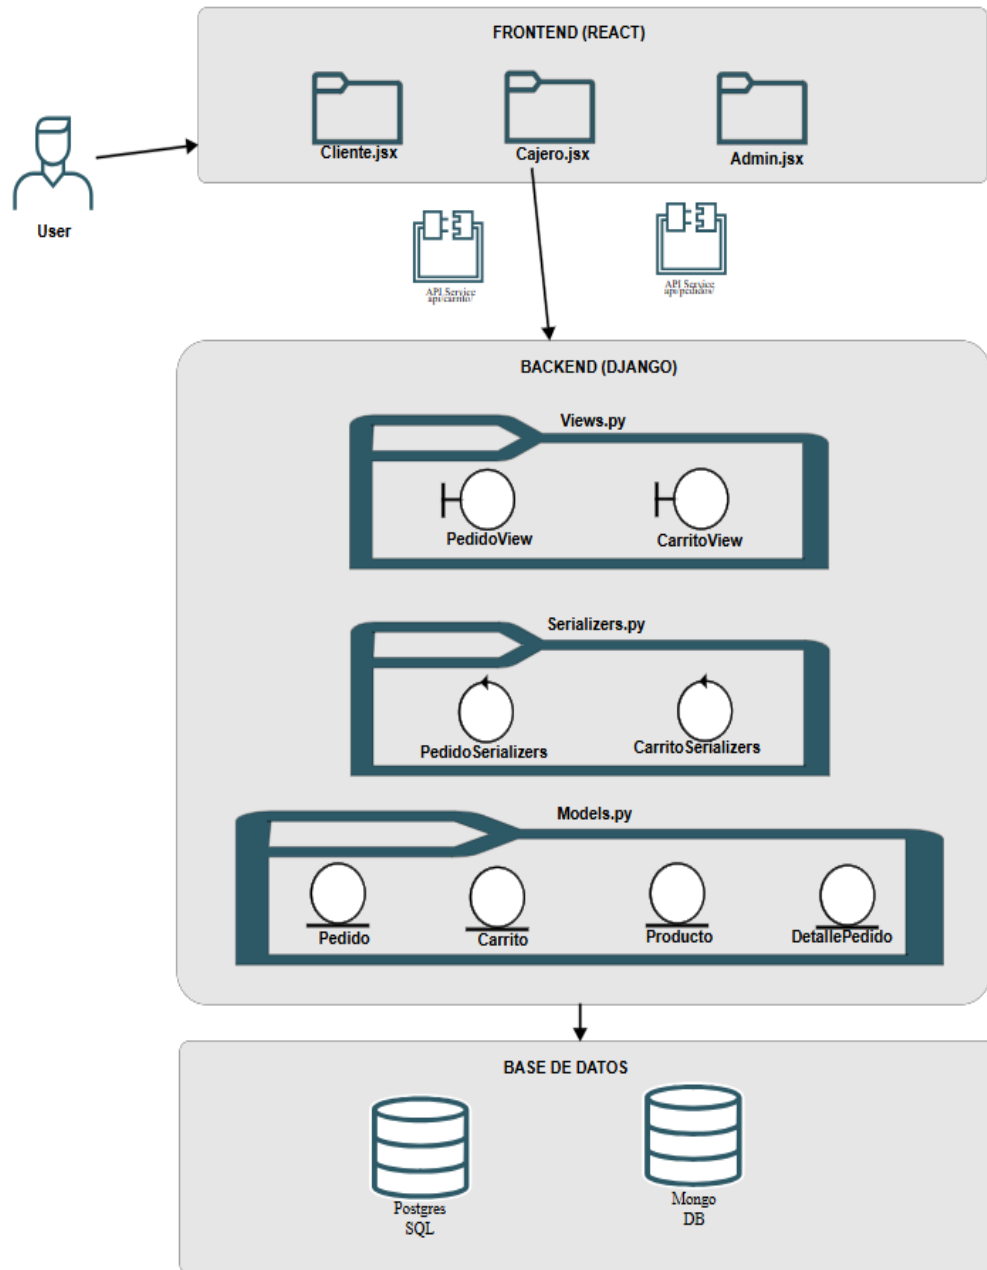 FRONTEND (REACT)
Cliente.jsx
Cajero.jsx
Admin.jsx
User
API Service
api/carrito/
API Service
api/pedidos/
BACKEND (DJANGO)
Views.py
PedidoView
CarritoView
Serializers.py
PedidoSerializers
CarritoSerializers
Models.py
Pedido
Carrito
Producto
DetallePedido
BASE DE DATOS
Postgres
SQL
Mongo
DB